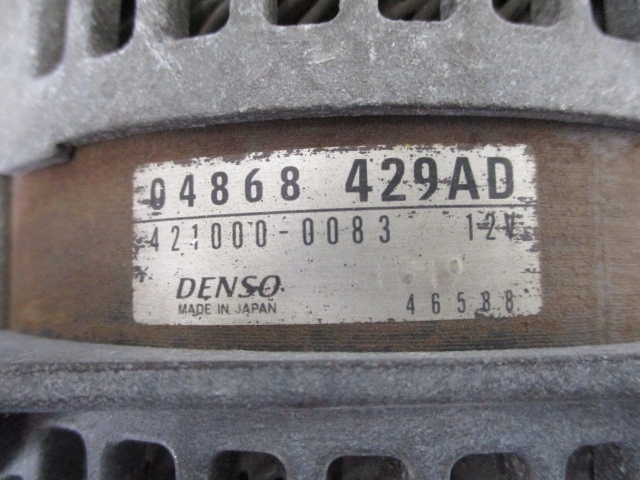 04868 429AD
421000-0083 12V
DENSO
MADE IN JAPAN
46588